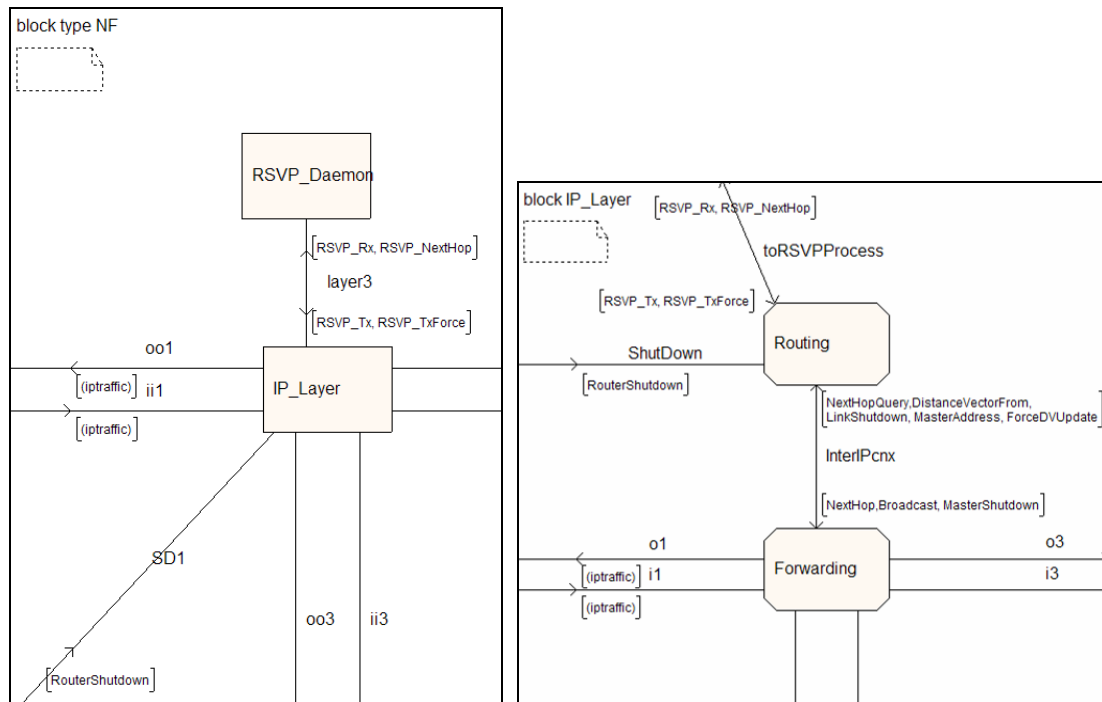 block type NF
RSVP_Daemon
[RSVP_Rx, RSVP_NextHop]
layer3
[RSVP_Tx, RSVP_TxForce]
oo1
[(iptraffic)]
ii1
IP_Layer
[(iptraffic)]
SD1
oo3
ii3
[RouterShutdown]
block IP_Layer
[RSVP_Rx, RSVP_NextHop]
toRSVPProcess
[RSVP_Tx, RSVP_TxForce]
Routing
ShutDown
[RouterShutdown]
[NextHopQuery,DistanceVectorFrom,
LinkShutdown, MasterAddress, ForceDVUpdate]
InterIPcnx
[NextHop,Broadcast, MasterShutdown]
o1
o3
[(iptraffic)]
i1
Forwarding
i3
[(iptraffic)]